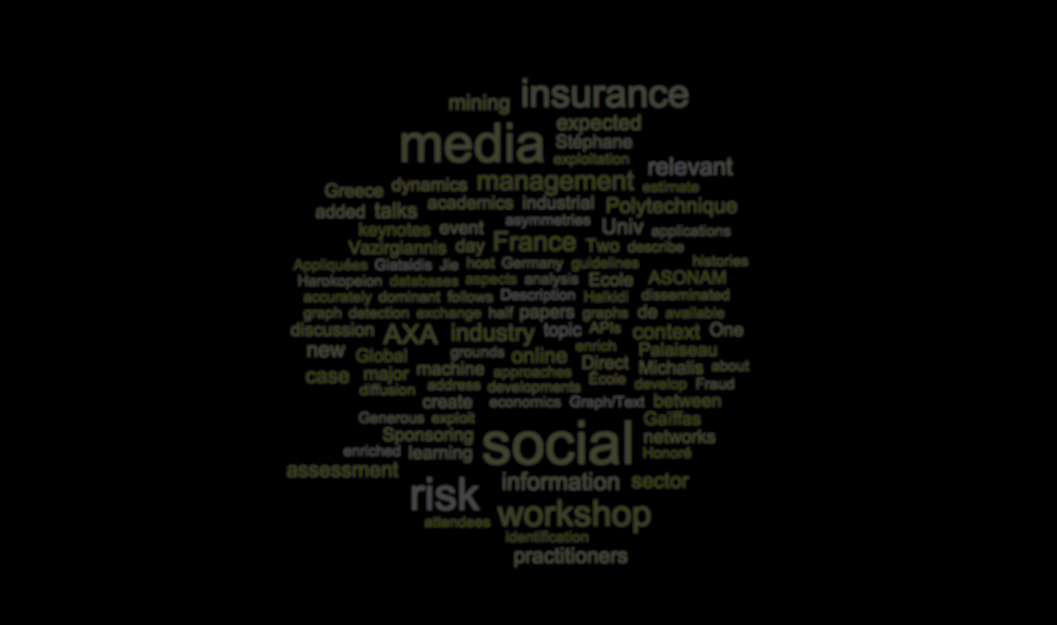 mining insurance
expected
media Stéphane
exploitation
relevant
Greece dynamics management estimate
added talks academics industrial Polytechnique
keynotes event asymmetries Univ applications
Vazirgiannis day France Two describe
Appliquées Giatsidis Jie host Germany guidelines histories
Harokopeion databases aspects analysis Ecole ASONAM
accurately dominant follows Description Halkidi disseminated
graph detection exchange half papers graphs de available
discussion AXA industry topic APIs context One
new Global grounds online enrich Direct Palaiseau
case major machine approaches École Michalis about
diffusion address developments develop Fraud
create economics Graph/Text between
Generous exploit Gaïffas
Sponsoring social networks
enriched learning Honoré
assessment information sector
risk workshop
attendees
identification
practitioners